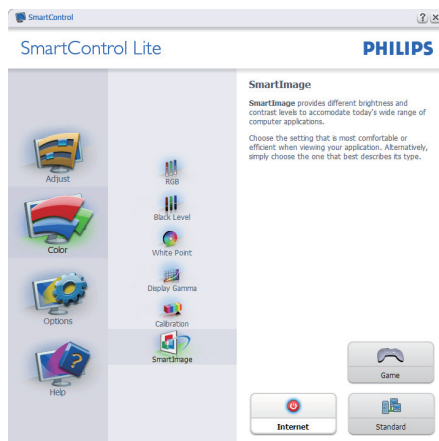 SmartControl
? ×
SmartControl Lite
PHILIPS
Adjust
Color
Options
Help
RGB
Black Level
White Point
Display Gamma
Calibration
SmartImage
SmartImage
SmartImage provides different brightness and
contrast levels to accomodate today's wide range of
computer applications.
Choose the setting that is most comfortable or
efficient when viewing your application. Alternatively,
simply choose the one that best describes its type.
Game
Internet
Standard